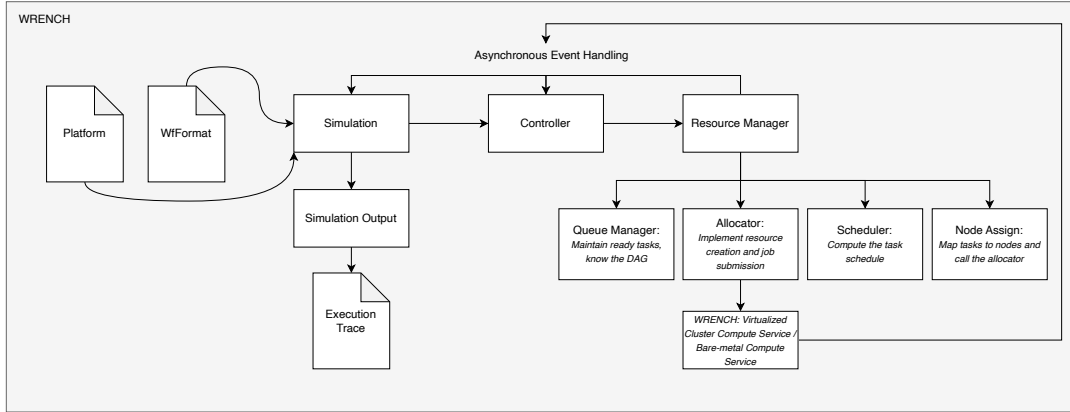 WRENCH
Asynchronous Event Handling
Platform
WfFormat
Simulation
Controller
Resource Manager
Simulation Output
Queue Manager:
Maintain ready tasks,
know the DAG
Allocator:
Implement resource
creation and job
submission
Scheduler:
Compute the task
schedule
Node Assign:
Map tasks to nodes and
call the allocator
Execution
Trace
WRENCH: Virtualized
Cluster Compute Service /
Bare-metal Compute
Service